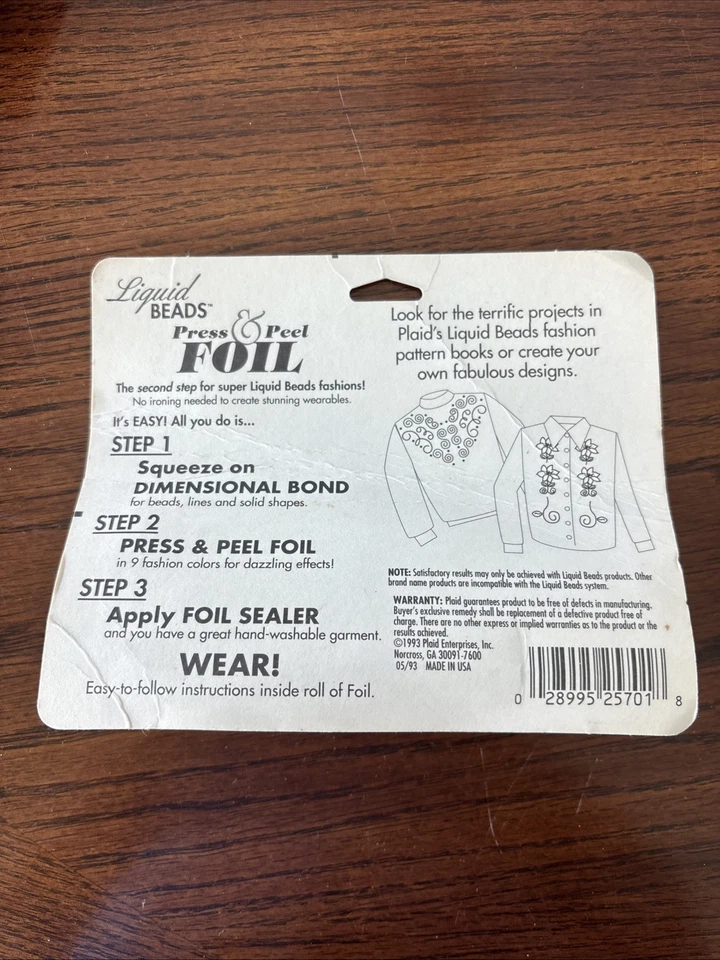 Liquid
BEADS™
Press & Peel
FOIL
The second step for super Liquid Beads fashions!
No ironing needed to create stunning wearables.
It's EASY! All you do is...
STEP 1
Squeeze on
DIMENSIONAL BOND
for beads, lines and solid shapes.
STEP 2
PRESS & PEEL FOIL
in 9 fashion colors for dazzling effects!
STEP 3
Apply FOIL SEALER
and you have a great hand-washable garment.
WEAR!
Easy-to-follow instructions inside roll of Foil.
Look for the terrific projects in
Plaid's Liquid Beads fashion
pattern books or create your
own fabulous designs.
NOTE: Satisfactory results may only be achieved with Liquid Beads products. Other
brand name products are incompatible with the Liquid Beads system.
WARRANTY: Plaid guarantees product to be free of defects in manufacturing.
Buyer's exclusive remedy shall be replacement of a defective product free of
charge. There are no other express or implied warranties as to the product or the
results achieved.
©1993 Plaid Enterprises, Inc.
Norcross, GA 30091-7600
05/93 MADE IN USA
0 28995 25701 8